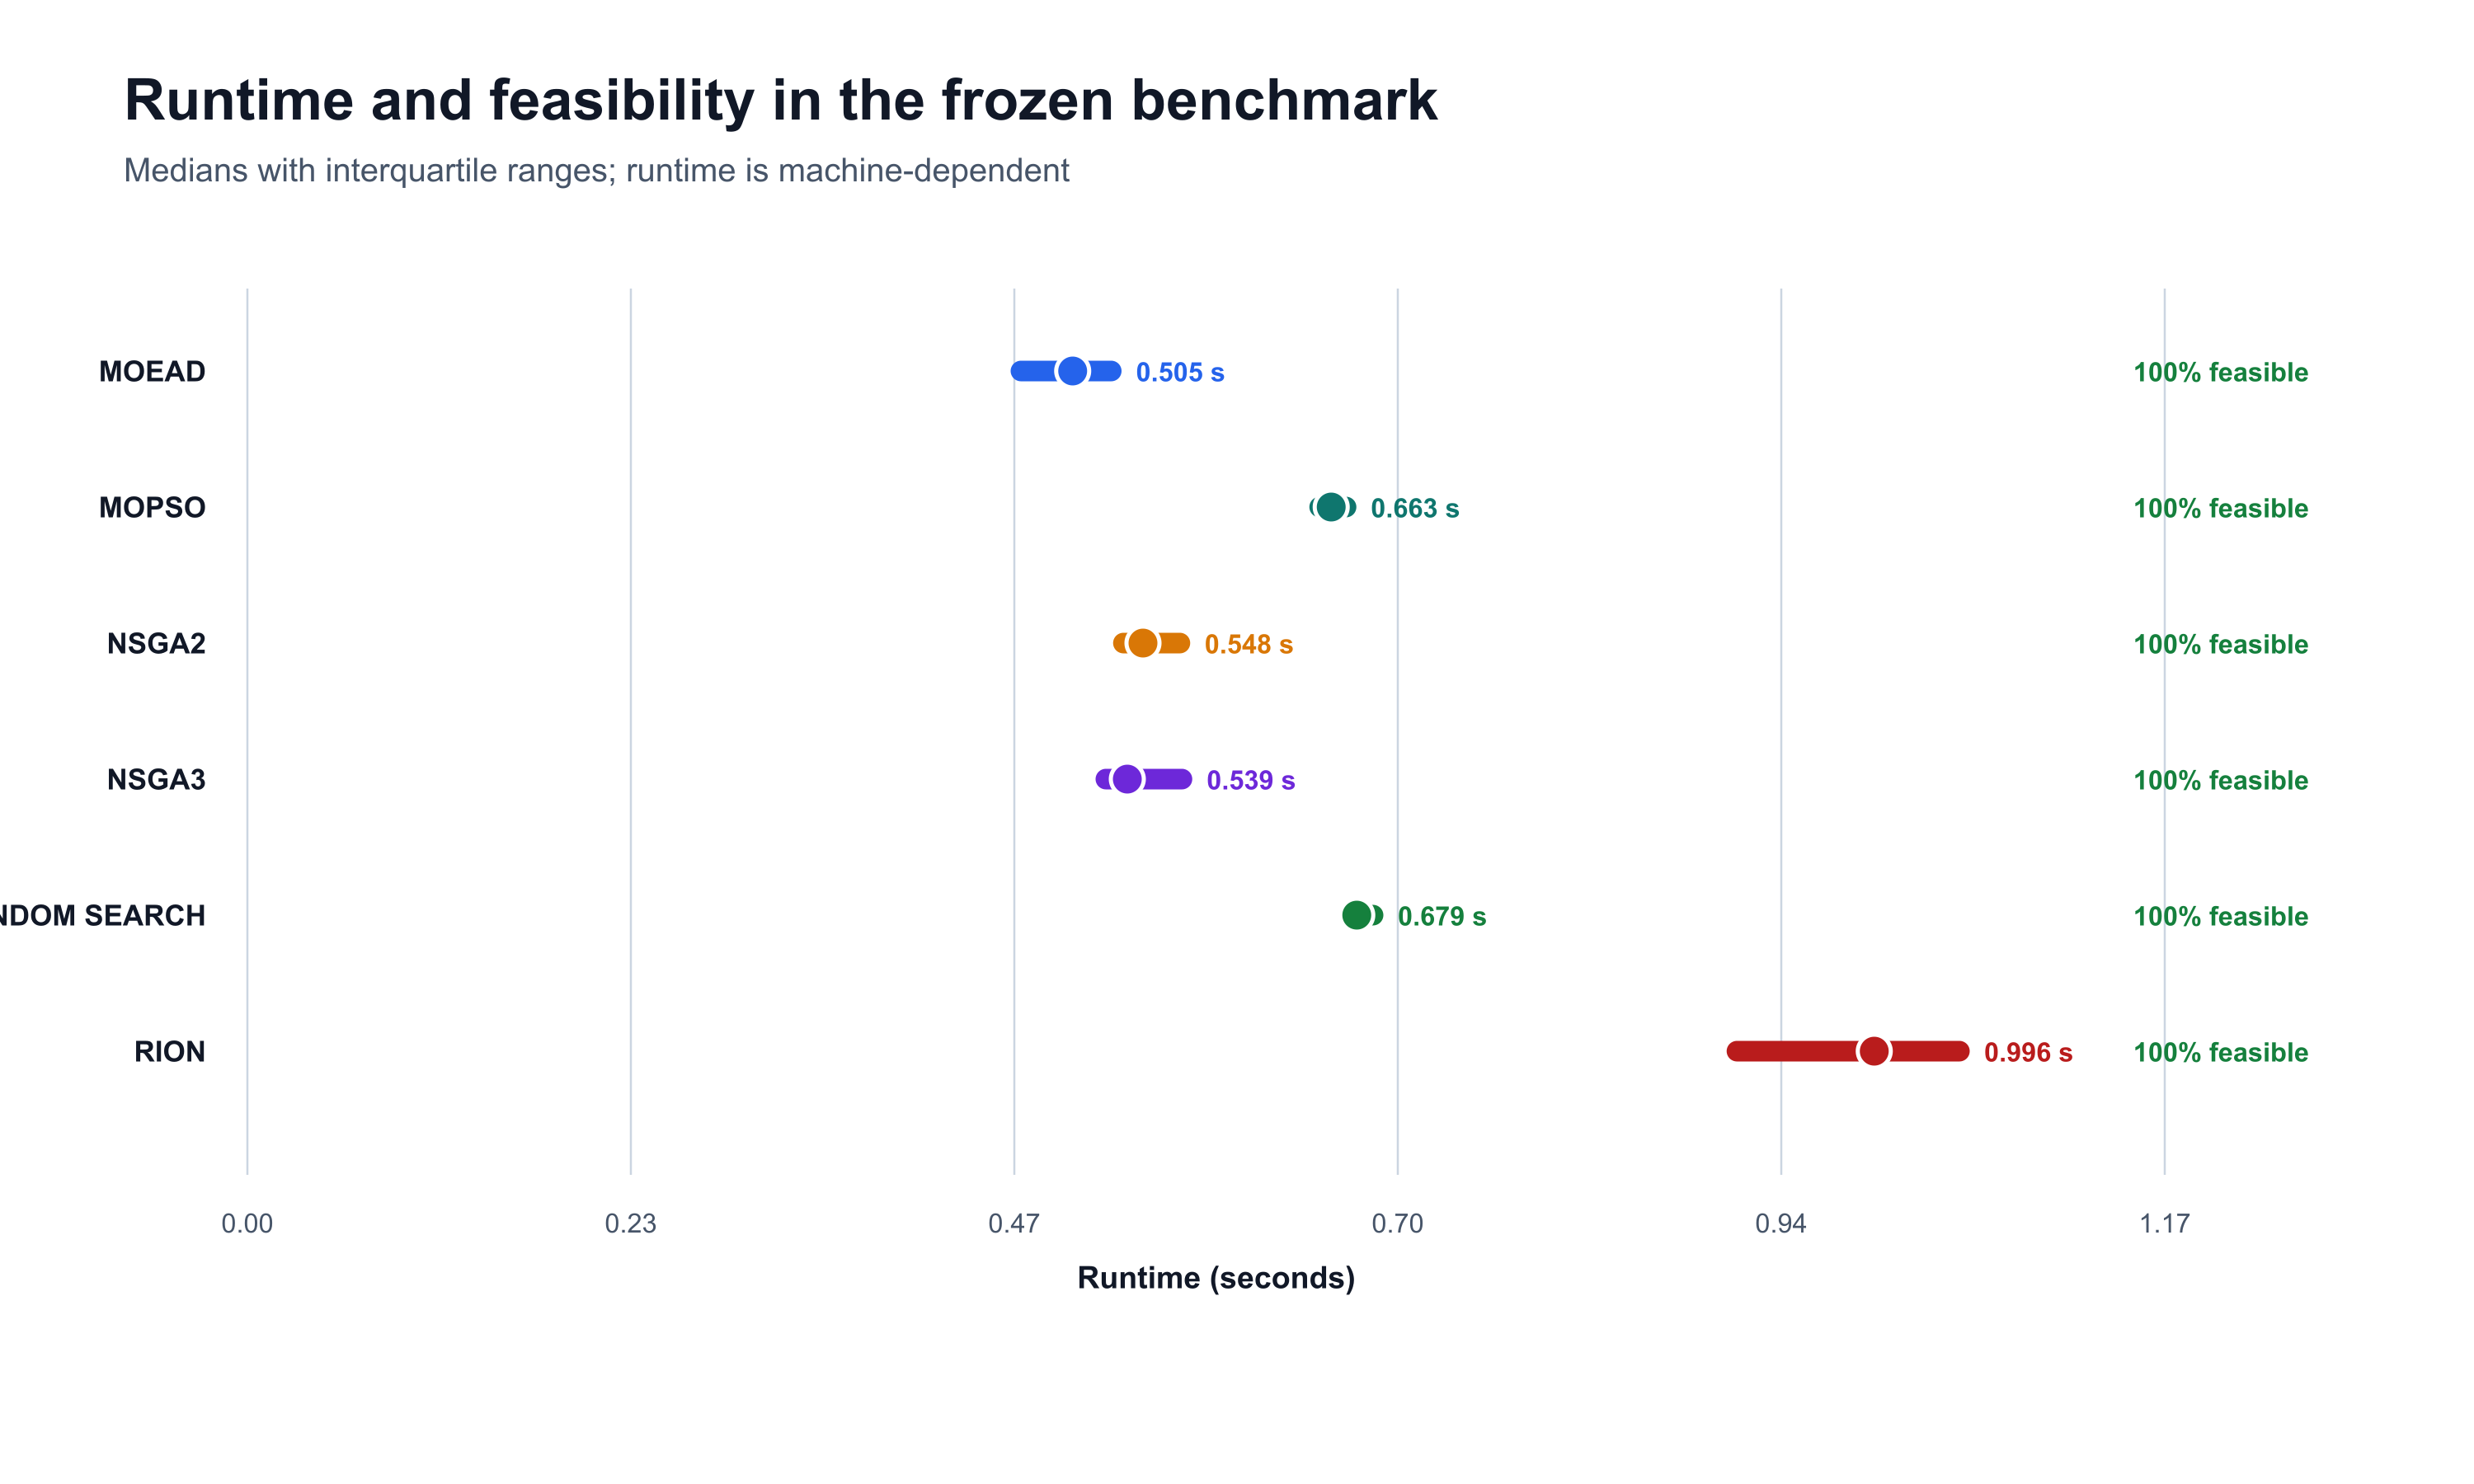 Runtime and feasibility in the frozen benchmark
Medians with interquartile ranges; runtime is machine-dependent
MOEAD 0.505 s 100% feasible
MOPSO 0.663 s 100% feasible
NSGA2 0.548 s 100% feasible
NSGA3 0.539 s 100% feasible
NDOM SEARCH 0.679 s 100% feasible
RION 0.996 s 100% feasible
0.00 0.23 0.47 0.70 0.94 1.17
Runtime (seconds)